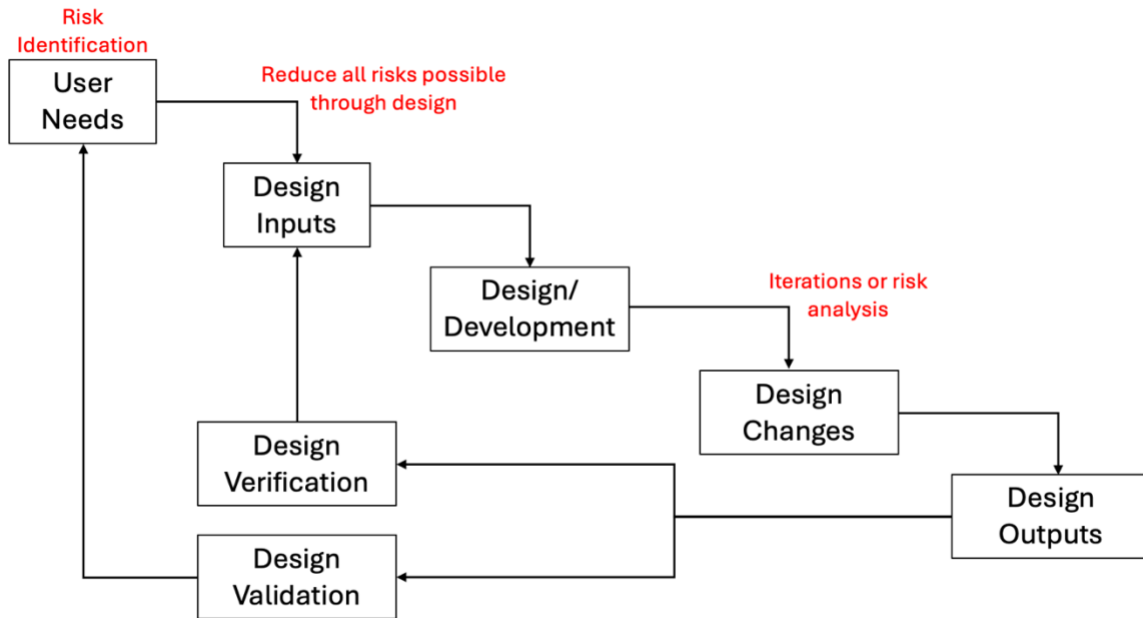 Risk
Identification
User
Needs
Reduce all risks possible
through design
Design
Inputs
Design/
Development
Iterations or risk
analysis
Design
Changes
Design
Verification
Design
Outputs
Design
Validation